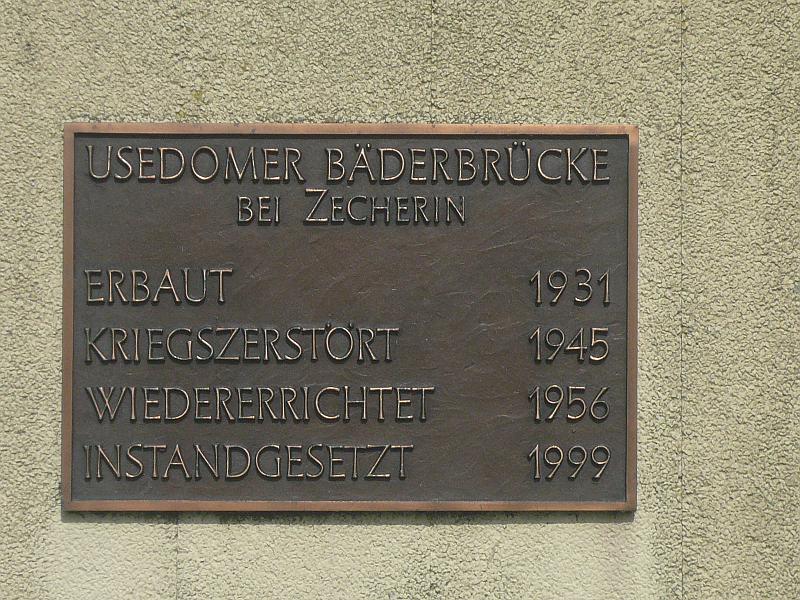 USEDOMER BÄDERBRÜCKE
BEI ZECHERIN
ERBAUT 1931
KRIEGSZERSTÖRT 1945
WIEDERERRICHTET 1956
INSTANDGESETZT 1999